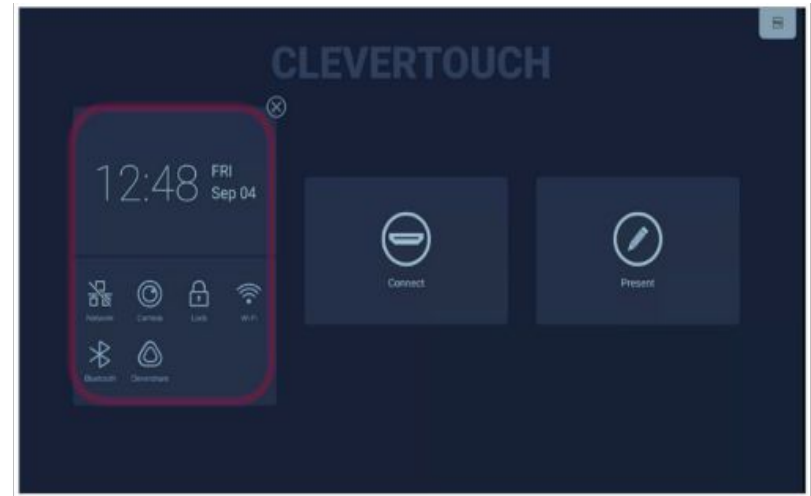 CLEVERTOUCH
12:48
FRI
Sep 04
Network
Camera
Lock
Wi-Fi
Bluetooth
Clevershare
Connect
Present